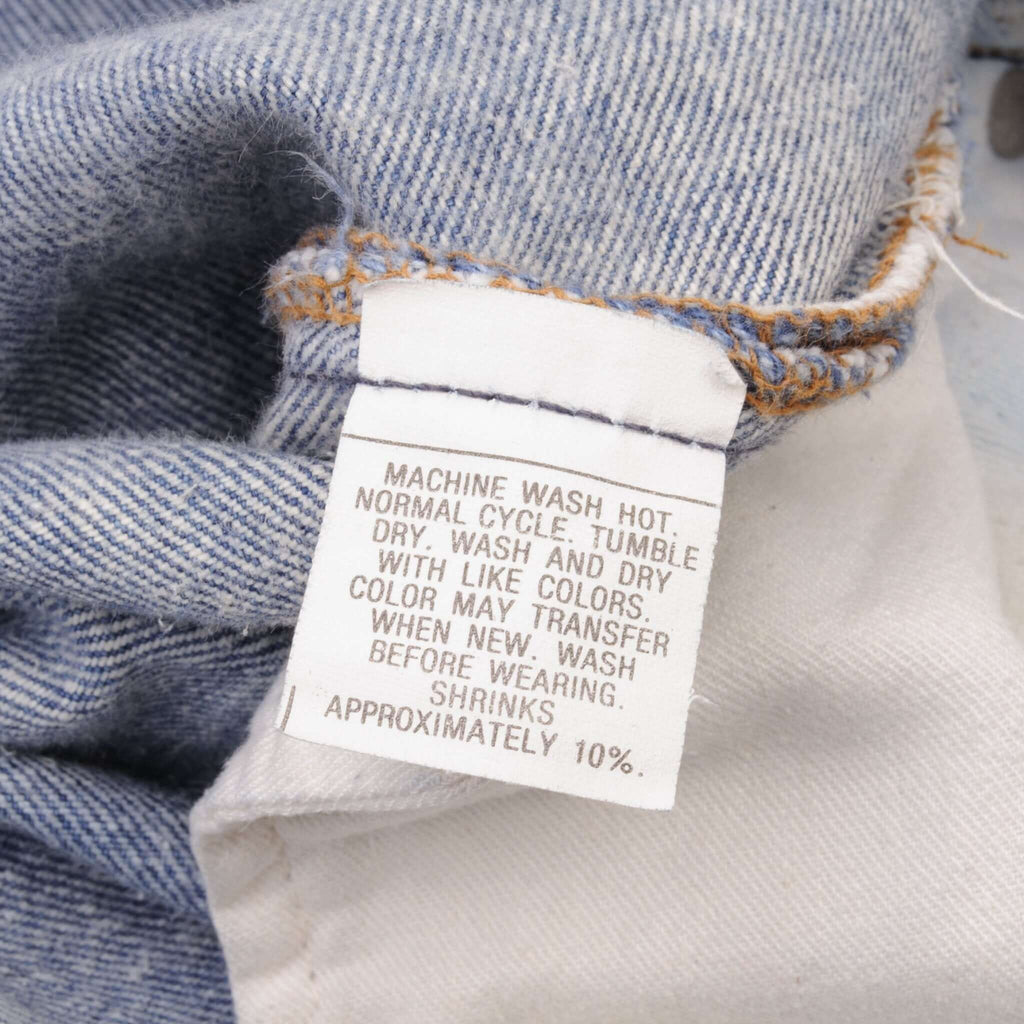 MACHINE WASH HOT.
NORMAL CYCLE. TUMBLE
DRY. WASH AND DRY
WITH LIKE COLORS.
COLOR MAY TRANSFER
WHEN NEW. WASH
BEFORE WEARING.
SHRINKS
APPROXIMATELY 10%.